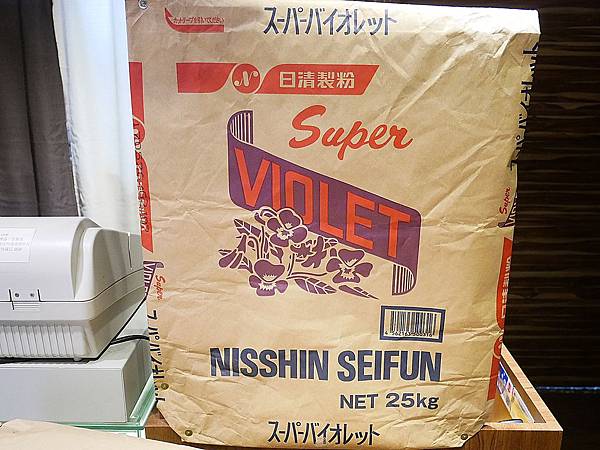 スーパーバイオレット
日清製粉
Super
VIOLET
NISSHIN SEIFUN
NET 25kg
スーパーバイオレット